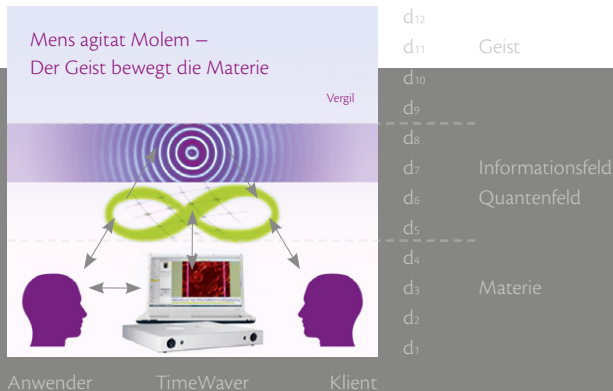 Mens agitat Molem –
Der Geist bewegt die Materie
Vergil
d12
d11 Geist
d10
d9
d8
d7 Informationsfeld
d6 Quantenfeld
d5
d4
d3 Materie
d2
d1
Anwender TimeWaver Klient